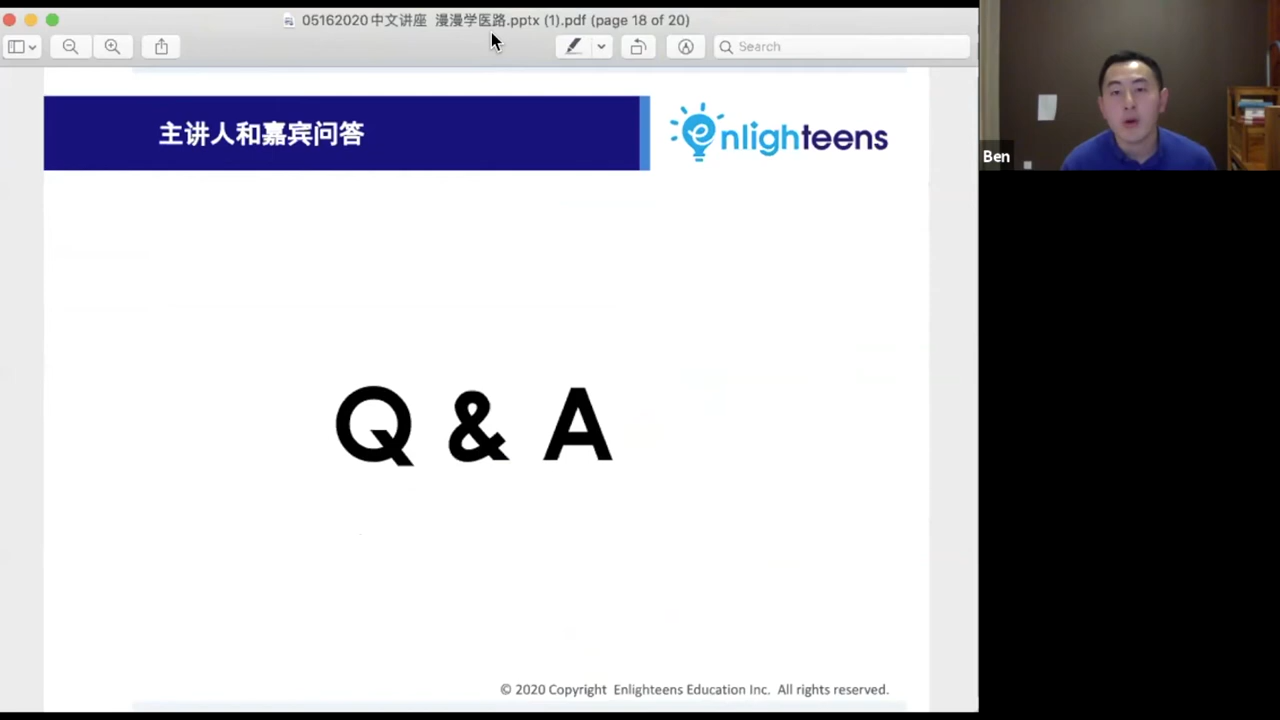 05162020中文讲座 漫漫学医路.pptx (1).pdf (page 18 of 20)
Search
主讲人和嘉宾问答
enlighteens
Ben
Q & A
© 2020 Copyright Enlighteens Education Inc. All rights reserved.